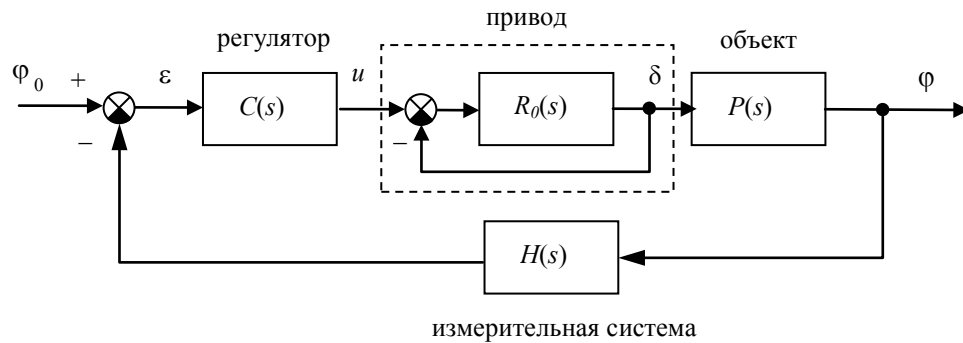 привод
регулятор
объект
φ₀
+
ε
C(s)
u
R₀(s)
δ
P(s)
φ
−
−
H(s)
измерительная система